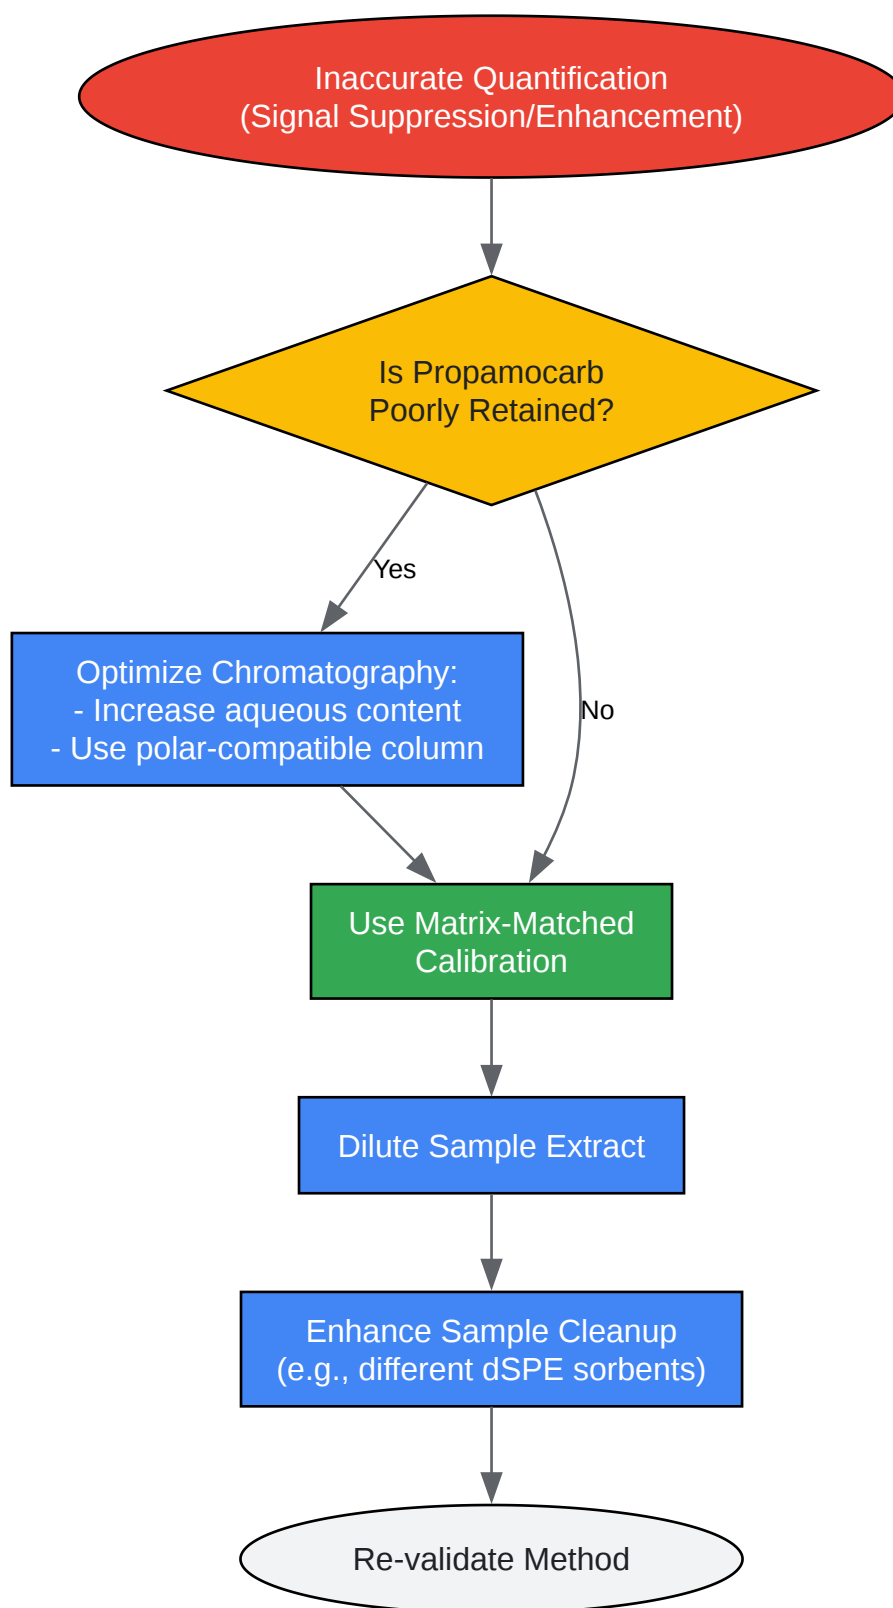 Inaccurate Quantification
(Signal Suppression/Enhancement)
Is Propamocarb
Poorly Retained?
Yes
Optimize Chromatography:
- Increase aqueous content
- Use polar-compatible column
No
Use Matrix-Matched
Calibration
Dilute Sample Extract
Enhance Sample Cleanup
(e.g., different dSPE sorbents)
Re-validate Method